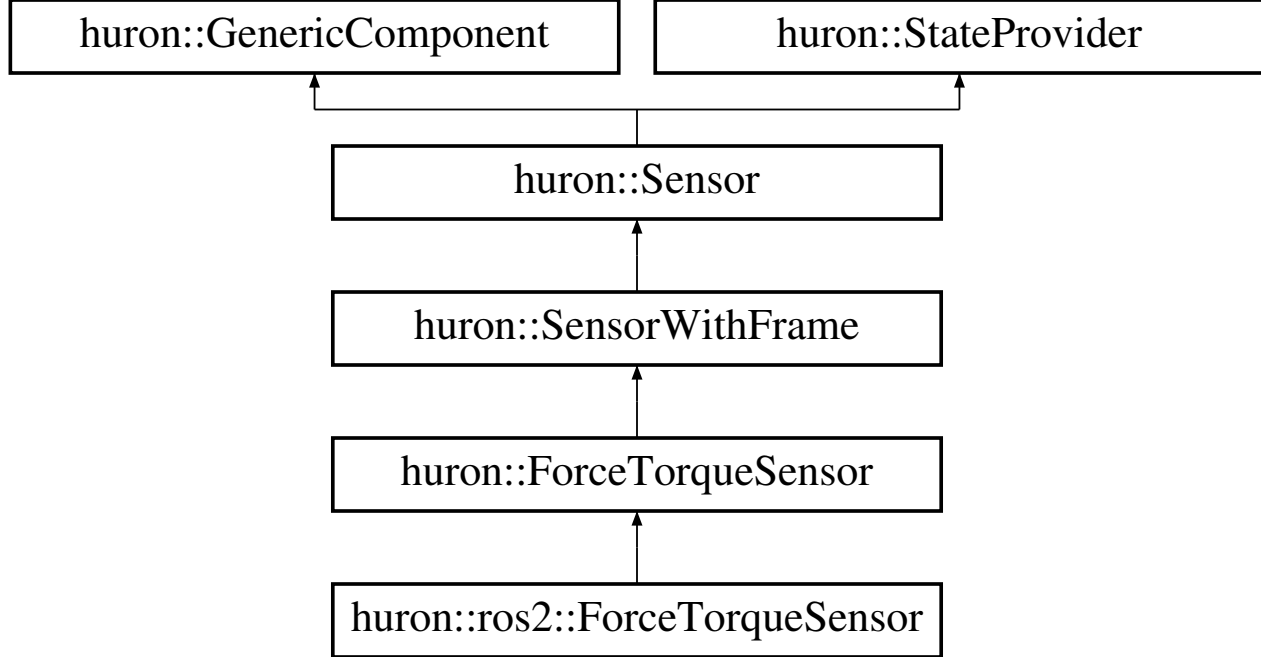 huron::GenericComponent
huron::StateProvider
huron::Sensor
huron::SensorWithFrame
huron::ForceTorqueSensor
huron::ros2::ForceTorqueSensor